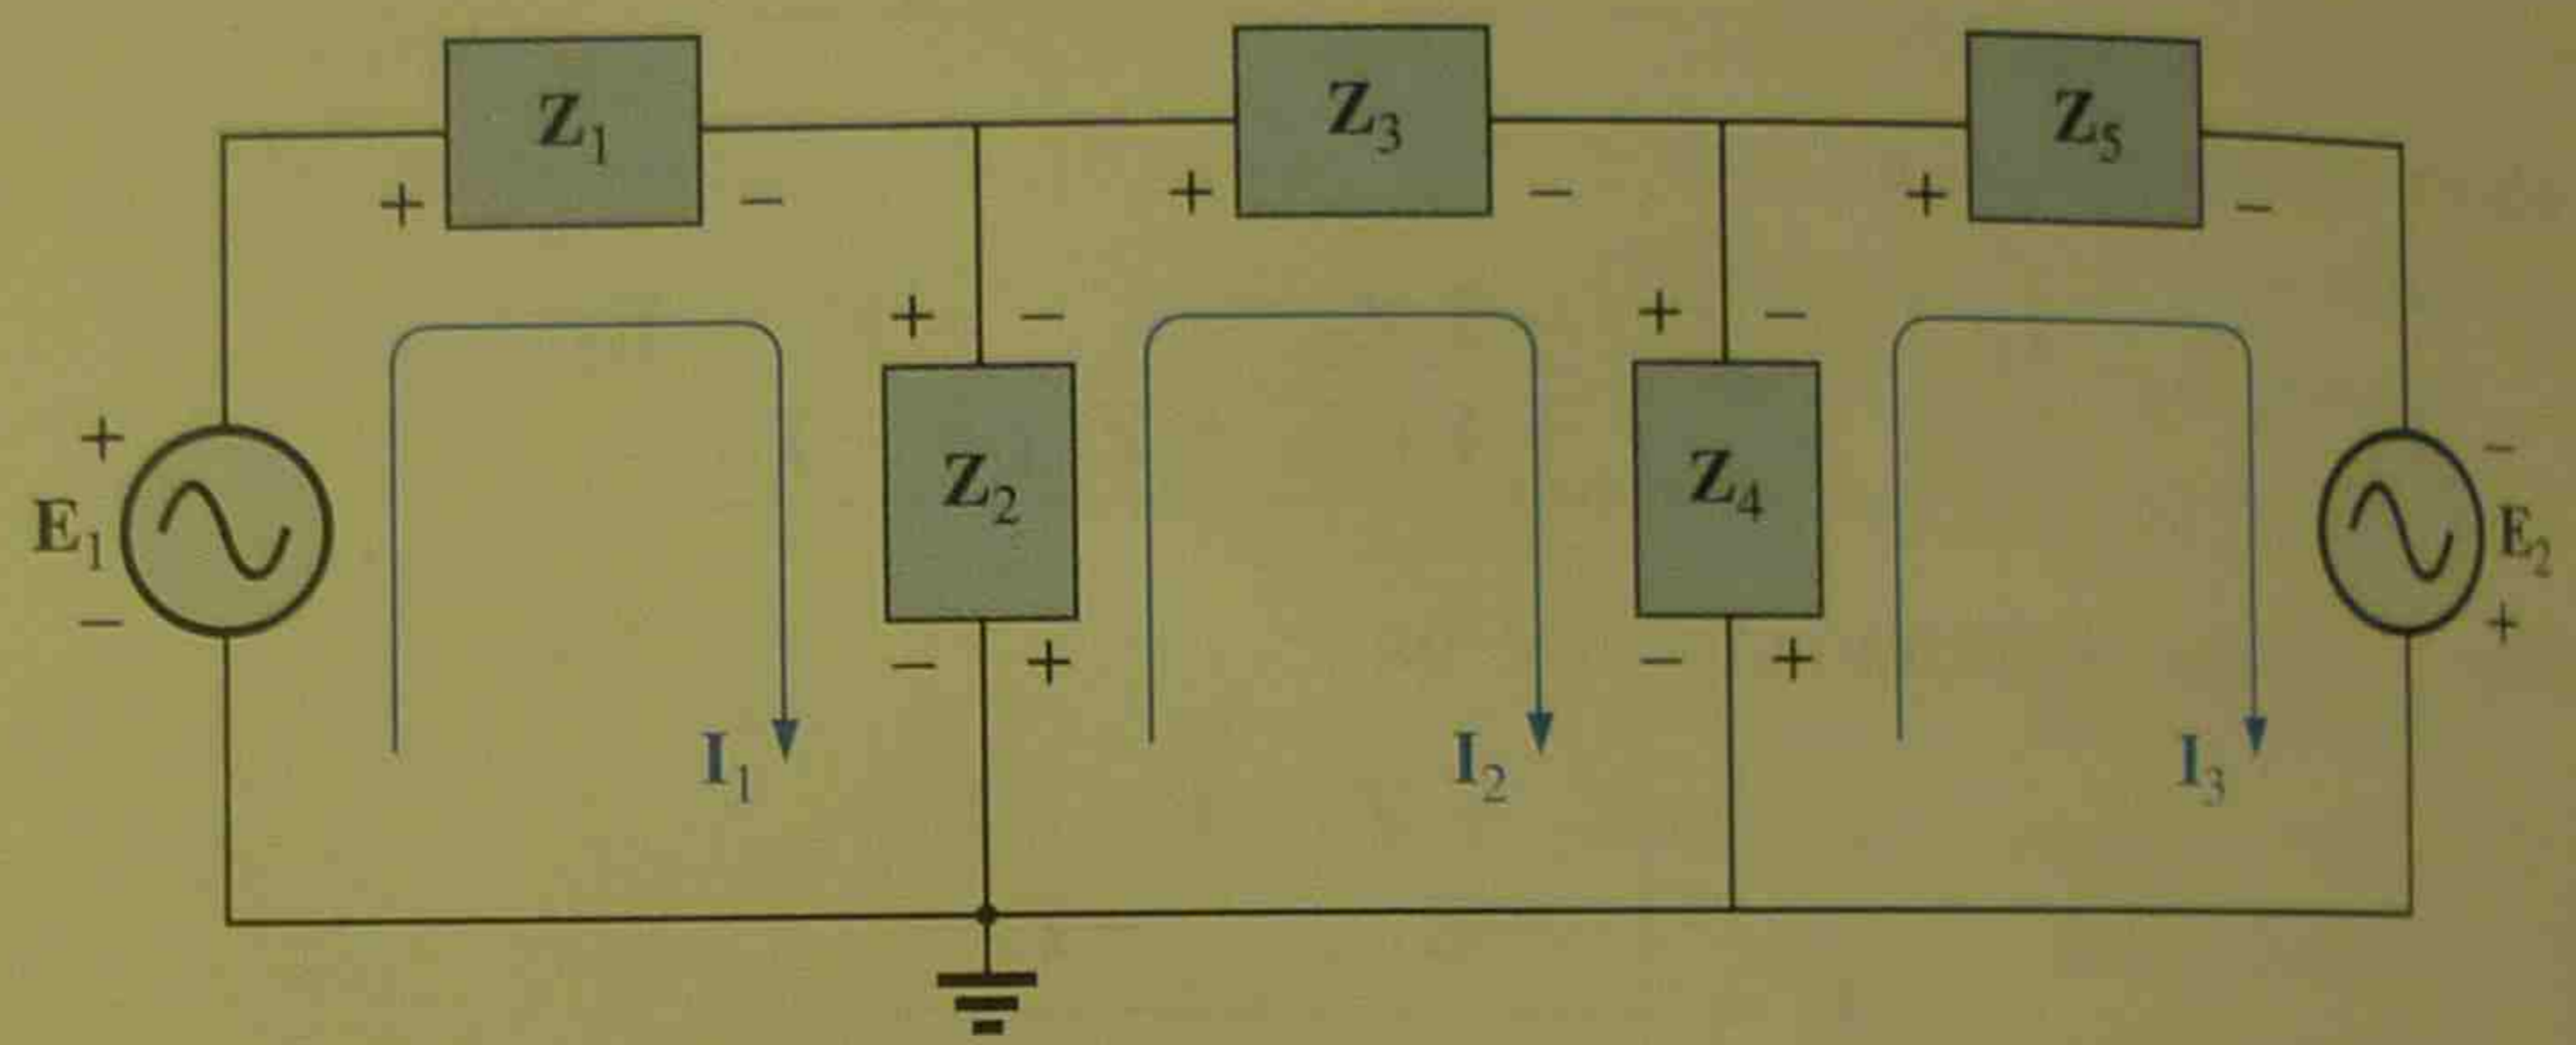 Z₁
Z₃
Z₅
+ −
+ −
+ −
+ −
+ −
+
E₁
−
Z₂
Z₄
−
E₂
+
− +
− +
I₁
I₂
I₃